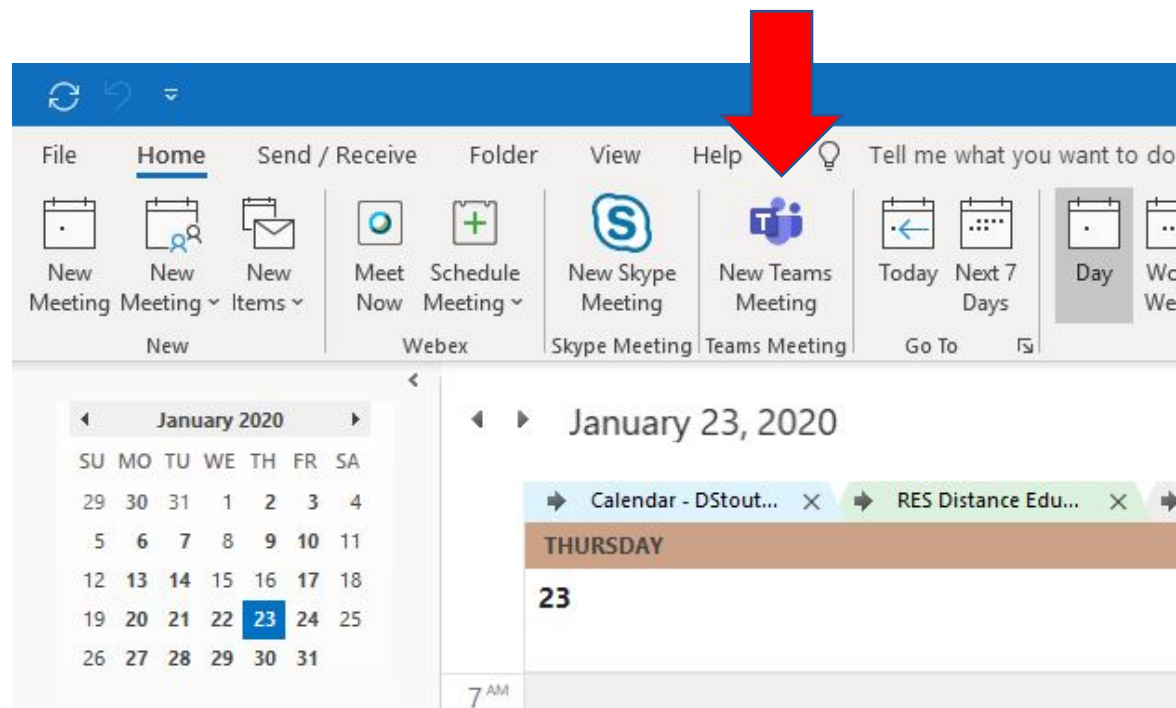 File Home Send / Receive Folder View Help Tell me what you want to do
New Meeting
New Meeting
New Items
Meet Now
Schedule Meeting
New Skype Meeting
New Teams Meeting
Today
Next 7 Days
Day
New Webex Skype Meeting Teams Meeting Go To
January 2020
SU MO TU WE TH FR SA
29 30 31 1 2 3 4
5 6 7 8 9 10 11
12 13 14 15 16 17 18
19 20 21 22 23 24 25
26 27 28 29 30 31
January 23, 2020
Calendar - DStout... RES Distance Edu...
THURSDAY
23
7 AM